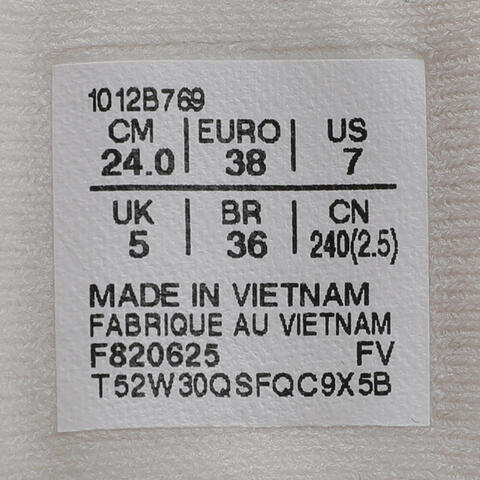 1012B769
CM | EURO | US
24.0 | 38 | 7
UK | BR | CN
5 | 36 | 240(2.5)
MADE IN VIETNAM
FABRIQUE AU VIETNAM
F820625 FV
T52W30QSFQC9X5B